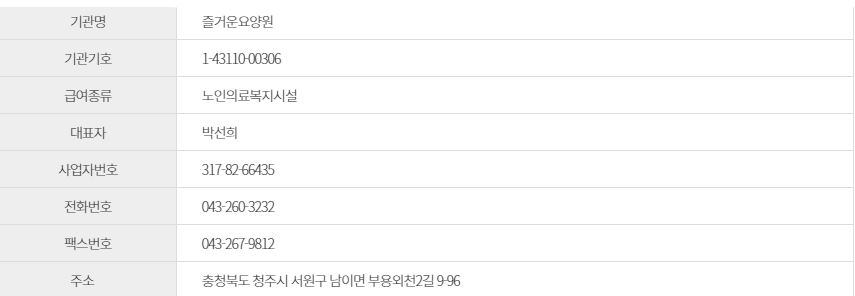 기관명 즐거운요양원
기관기호 1-43110-00306
급여종류 노인의료복지시설
대표자 박선희
사업자번호 317-82-66435
전화번호 043-260-3232
팩스번호 043-267-9812
주소 충청북도 청주시 서원구 남이면 부용외천2길 9-96